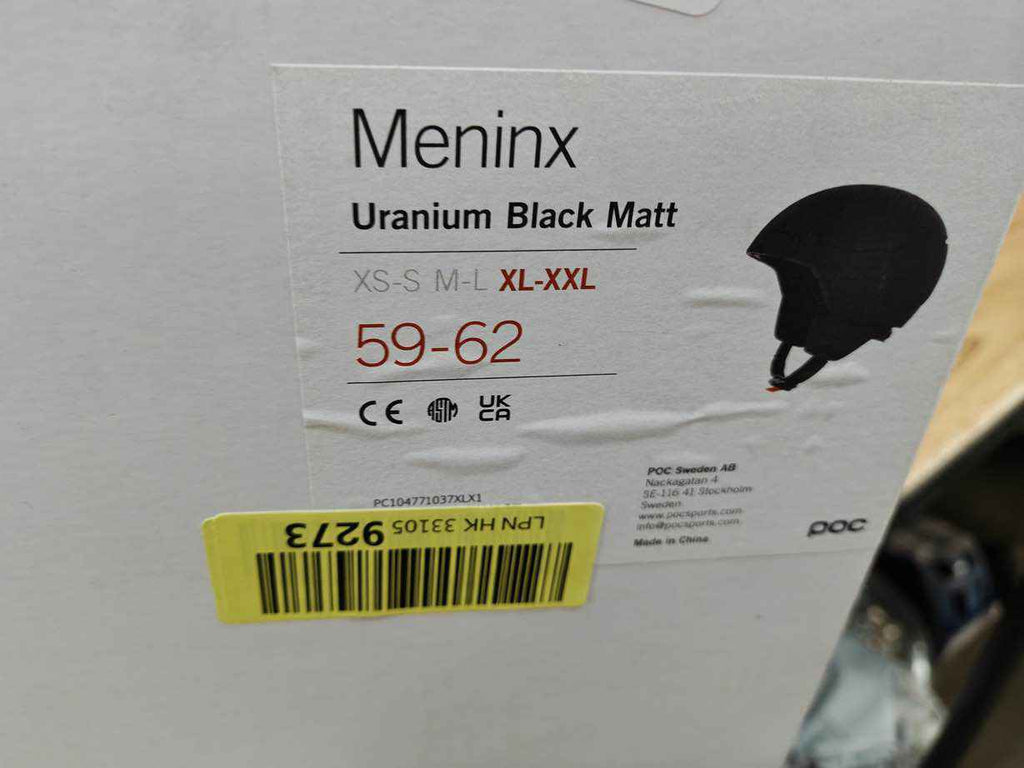 Meninx
Uranium Black Matt
XS-S M-L XL-XXL
59-62
CE ASTM UK CA
PC104771037XLX1
LPN HK 33105 9273
POC Sweden AB
Nackagatan 4
SE-116 41 Stockholm
Sweden
www.pocsports.com
info@pocsports.com
Made in China
POC